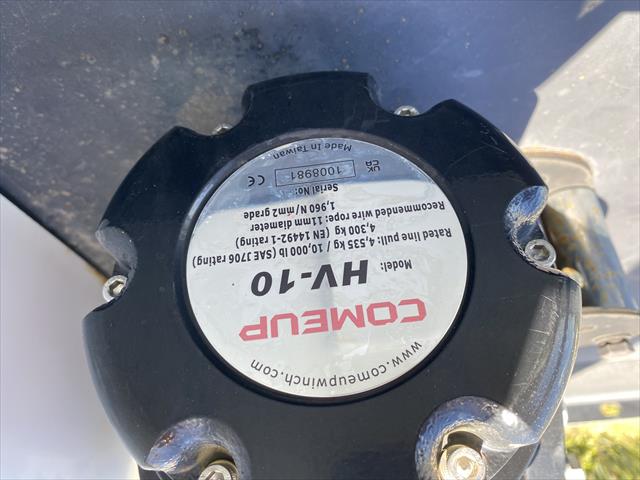 www.comeupwinch.com
COMEUP
Model: HV-10
Rated line pull: 4,535 kg / 10,000 lb (SAE J706 rating)
4,300 kg (EN 14492-1 rating)
Recommended wire rope: 11mm diameter
1,960 N/mm2 grade
Serial No:
1008981
CE
UK CA
Made In Taiwan